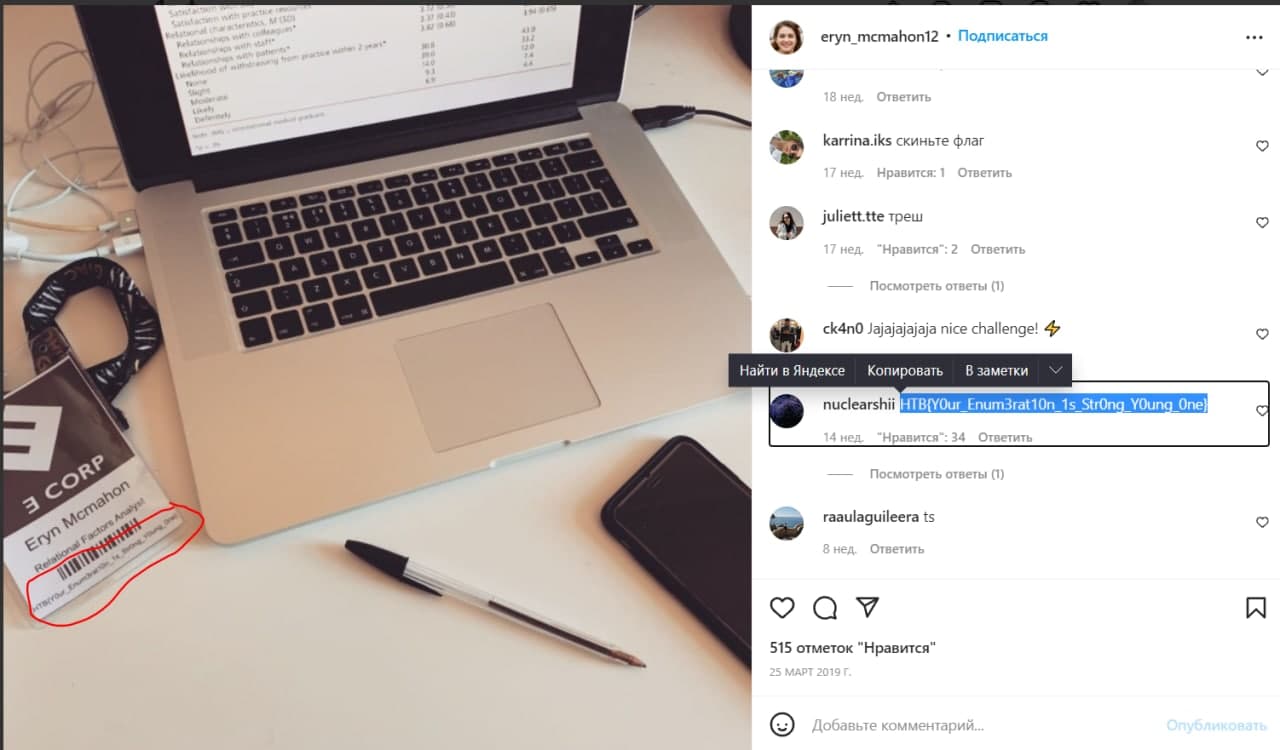 Satisfaction with practice resources
Relational characteristics, M (SD)
Relationships with colleagues*
Relationships with staff*
Relationships with patients*
Likelihood of withdrawing from practice within 2 years*
None
Slight
Moderate
Likely
Definitely
3 CORP
Eryn Mcmahon
Relational Factors Analyst
HTB{Y0ur_Enum3rat10n_1s_Str0ng_Y0ung_0ne}
eryn_mcmahon12 • Подписаться
18 нед. Ответить
karrina.iks скиньте флаг
17 нед. Нравится: 1 Ответить
juliett.tte треш
17 нед. "Нравится": 2 Ответить
Посмотреть ответы (1)
ck4n0 Jajajajajaja nice challenge! ⚡
Найти в Яндексе Копировать В заметки
nuclearshii HTB{Y0ur_Enum3rat10n_1s_Str0ng_Y0ung_0ne}
14 нед. "Нравится": 34 Ответить
Посмотреть ответы (1)
raaulaguileera ts
8 нед. Ответить
515 отметок "Нравится"
25 МАРТ 2019 Г.
Добавьте комментарий...
Опубликовать